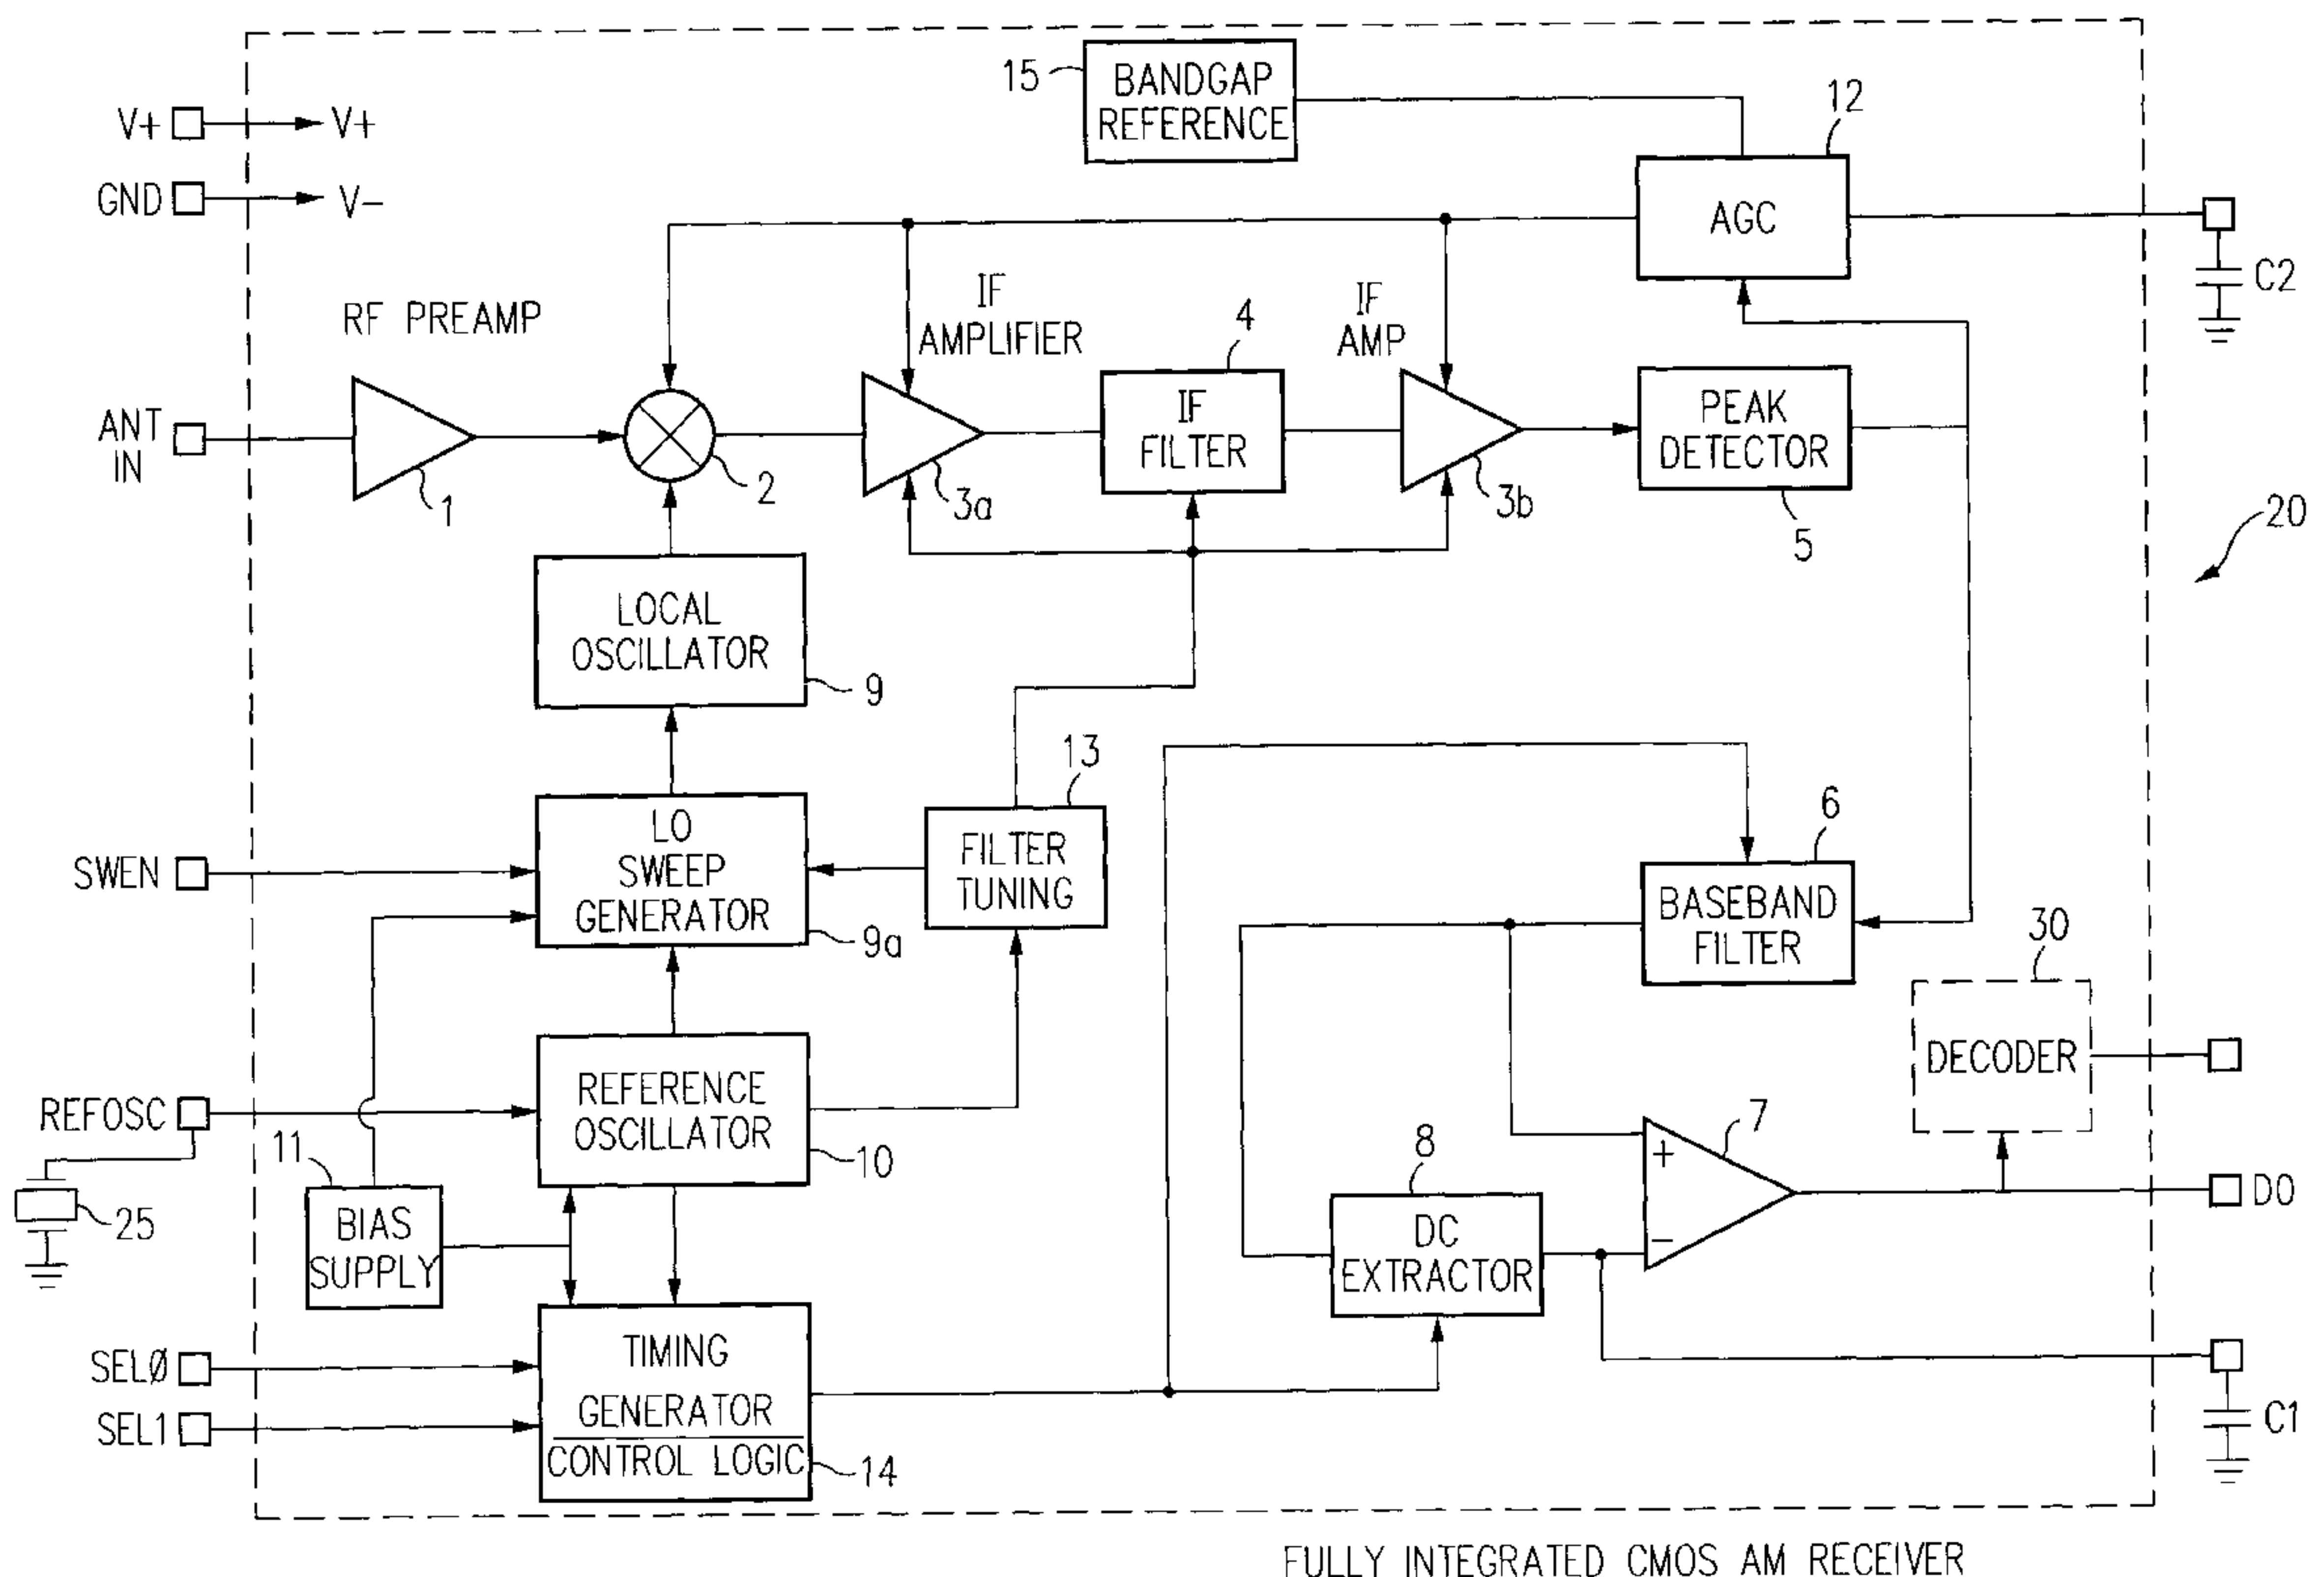 15
BANDGAP
REFERENCE
12
V+
V+
GND
V-
AGC
C2
RF PREAMP
IF
AMPLIFIER
4
IF
AMP
ANT
IN
IF
FILTER
PEAK
DETECTOR
1
2
3a
3b
5
20
LOCAL
OSCILLATOR
9
13
6
SWEN
LO
SWEEP
GENERATOR
9a
FILTER
TUNING
BASEBAND
FILTER
30
DECODER
REFOSC
REFERENCE
OSCILLATOR
10
11
BIAS
SUPPLY
25
8
DC
EXTRACTOR
+
-
7
DO
SELØ
SEL1
TIMING
GENERATOR
CONTROL LOGIC
14
C1
FULLY INTEGRATED CMOS AM RECEIVER